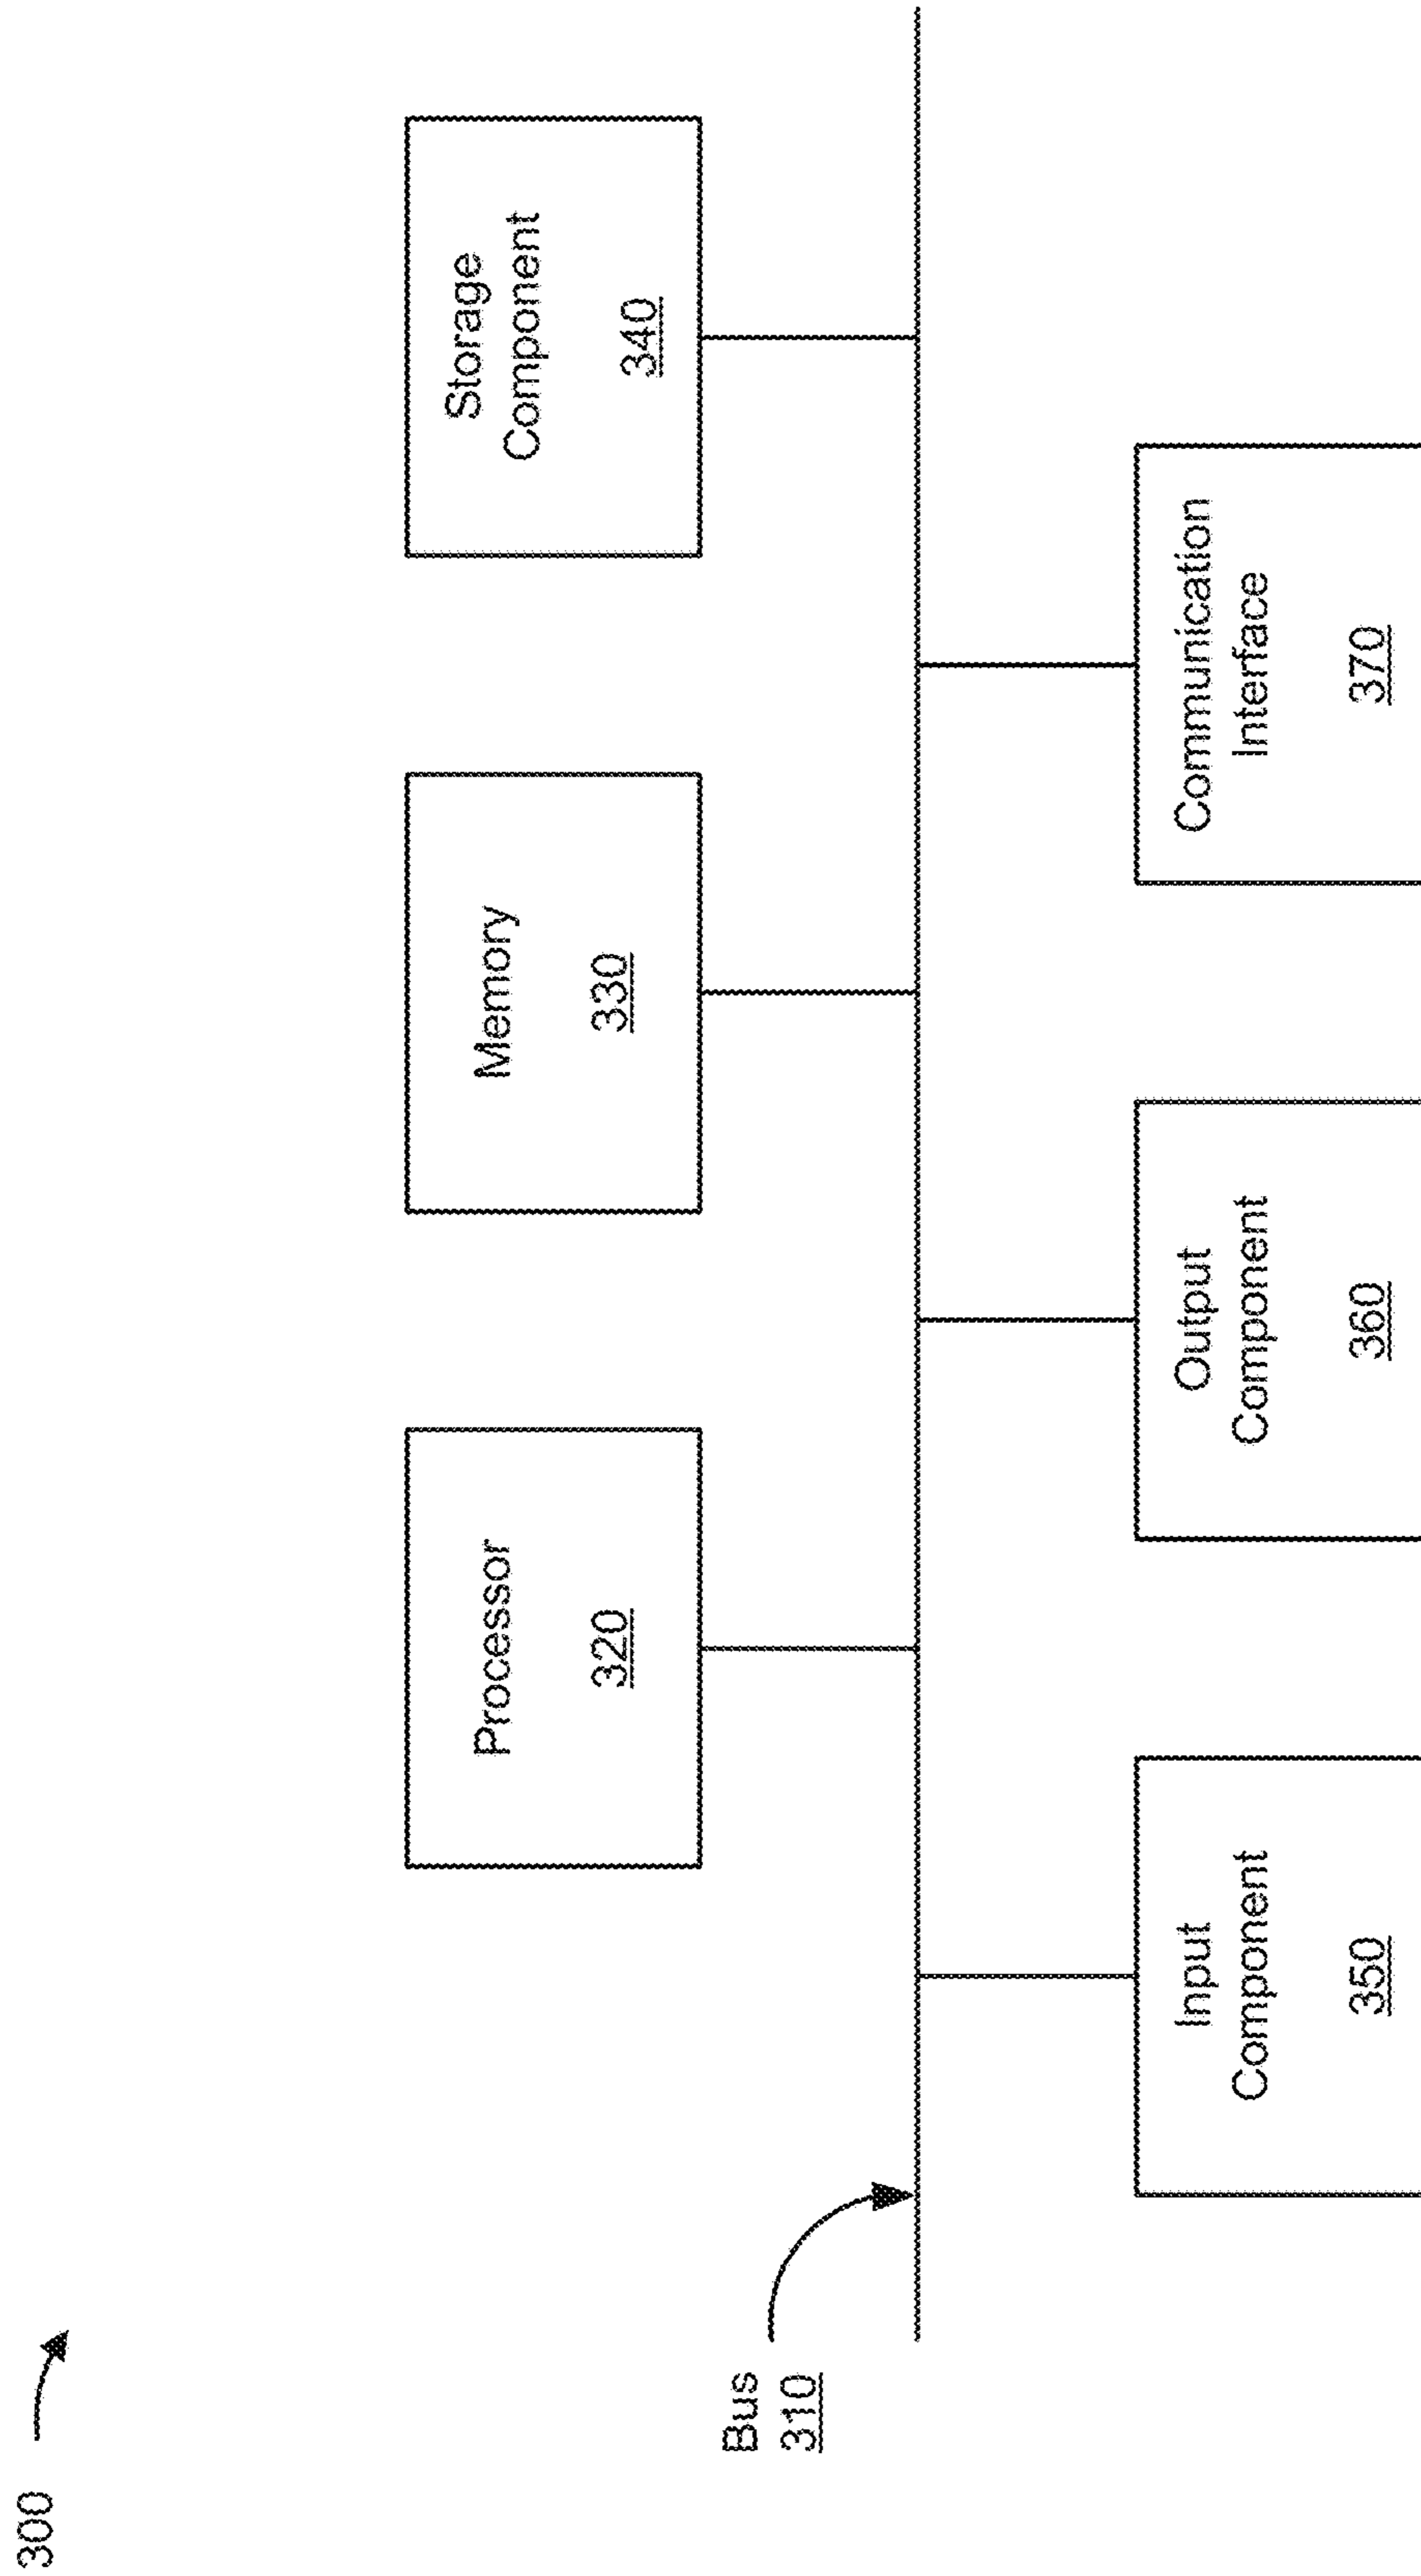 300
Processor
320
Memory
330
Storage
Component
340
Bus
310
Input
Component
350
Output
Component
360
Communication
Interface
370